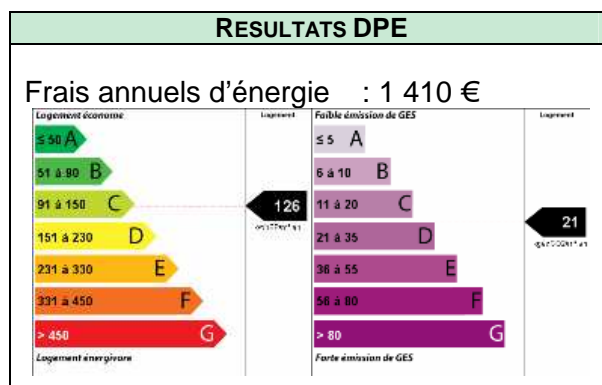 RESULTATS DPE
Frais annuels d'énergie : 1 410 €
Logement économe
Logement
≤ 50 A
51 à 90 B
91 à 150 C
126
151 à 230 D
231 à 330 E
331 à 450 F
> 450 G
Logement énergivore
Faible émission de GES
Logement
≤ 5 A
6 à 10 B
11 à 20 C
21
21 à 35 D
36 à 55 E
56 à 80 F
> 80 G
Forte émission de GES